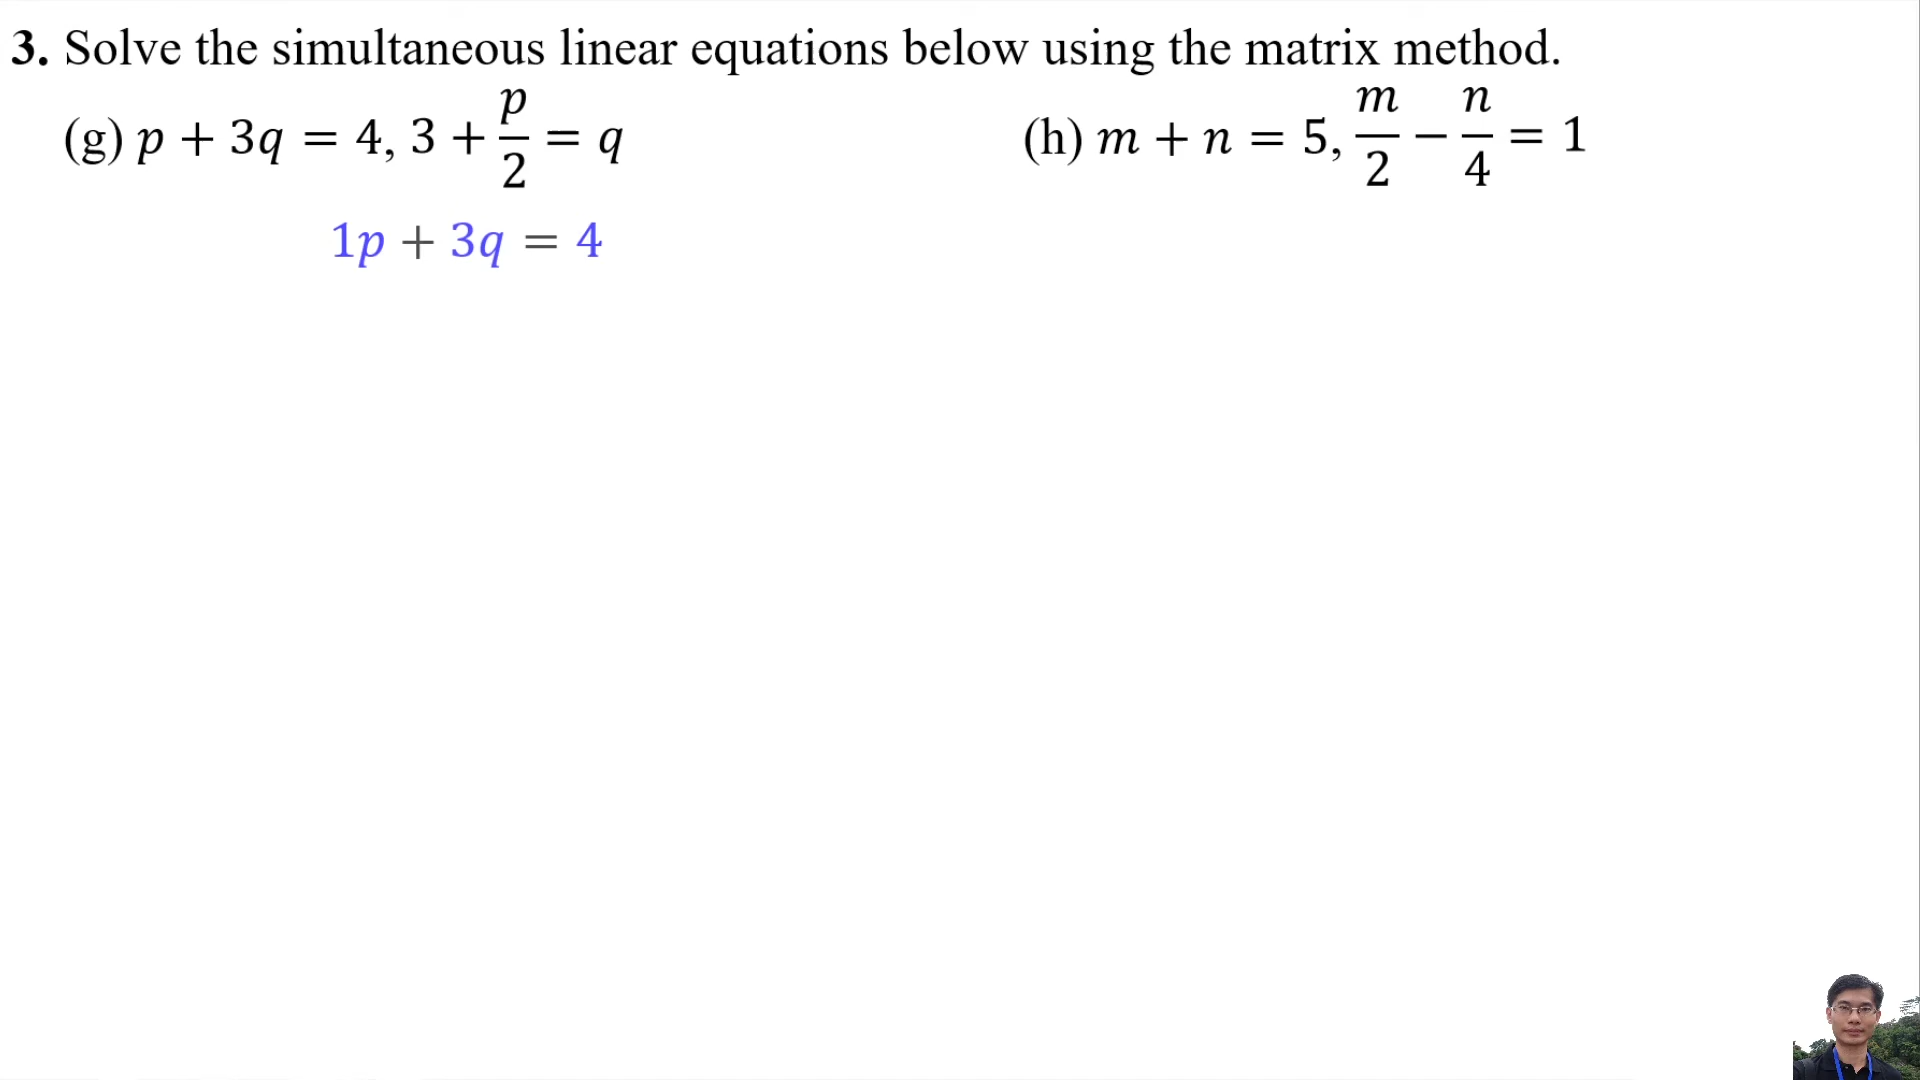 3. Solve the simultaneous linear equations below using the matrix method.
(g) p + 3q = 4, 3 + p/2 = q
(h) m + n = 5, m/2 − n/4 = 1
1p + 3q = 4